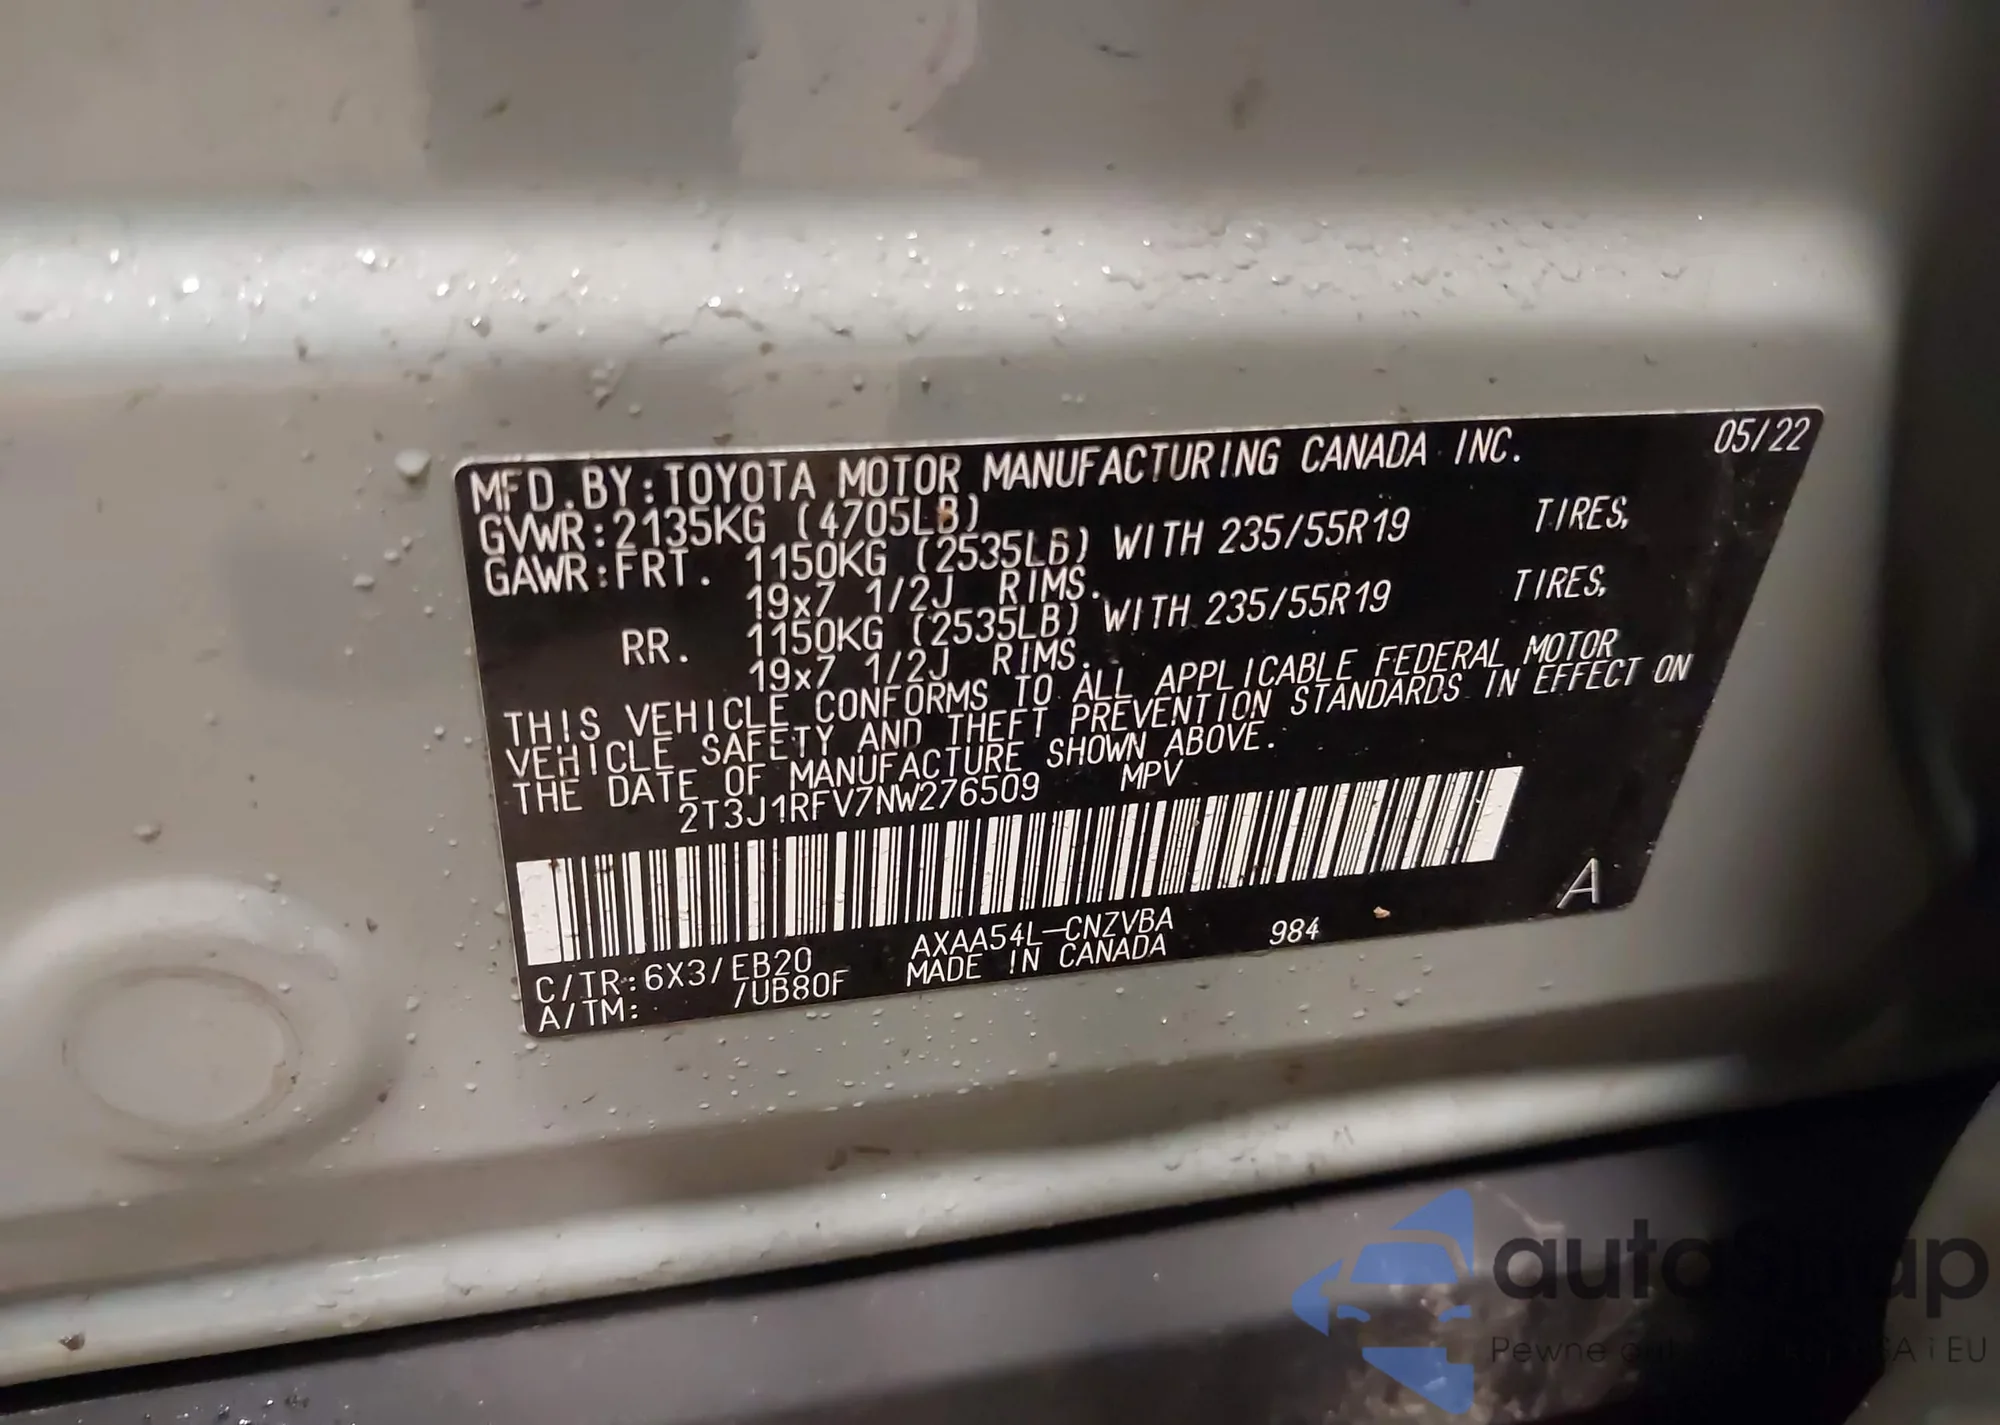 MFD.BY:TOYOTA MOTOR MANUFACTURING CANADA INC. 05/22
GVWR:2135KG (4705LB)
GAWR:FRT. 1150KG (2535LB) WITH 235/55R19 TIRES,
19x7 1/2J RIMS.
RR. 1150KG (2535LB) WITH 235/55R19 TIRES,
19x7 1/2J RIMS.
THIS VEHICLE CONFORMS TO ALL APPLICABLE FEDERAL MOTOR
VEHICLE SAFETY AND THEFT PREVENTION STANDARDS IN EFFECT ON
THE DATE OF MANUFACTURE SHOWN ABOVE.
2T3J1RFV7NW276509 MPV
A
C/TR:6X3/EB20 AXAA54L-CNZVBA 984
A/TM: /UB80F MADE IN CANADA
Pewne i EU